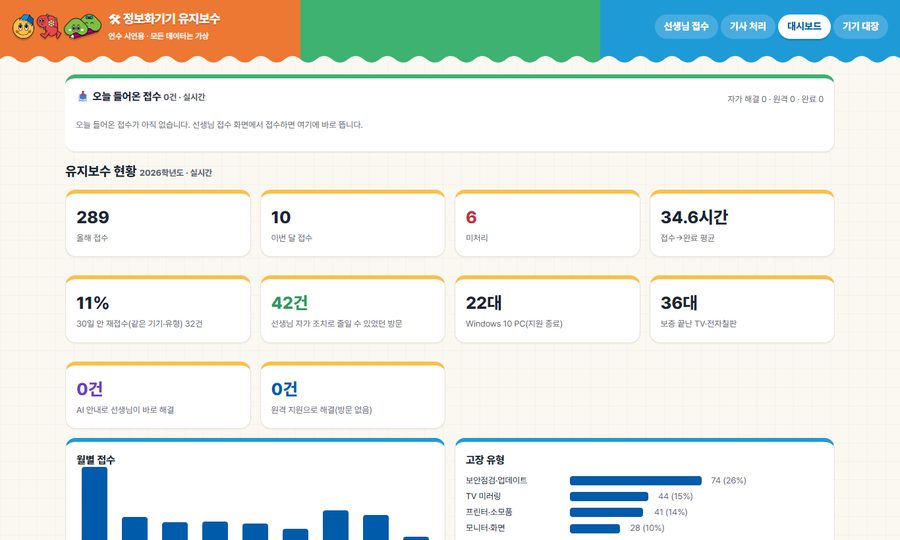 🛠 정보화기기 유지보수
연수 시연용 · 모든 데이터는 가상
선생님 접수
기사 처리
대시보드
기기 대장
📥 오늘 들어온 접수 0건 · 실시간
자가 해결 0 · 원격 0 · 완료 0
오늘 들어온 접수가 아직 없습니다. 선생님 접수 화면에서 접수하면 여기에 바로 뜹니다.
유지보수 현황 2026학년도 · 실시간
289
올해 접수
10
이번 달 접수
6
미처리
34.6시간
접수→완료 평균
11%
30일 안 재접수(같은 기기·유형) 32건
42건
선생님 자가 조치로 줄일 수 있었던 방문
22대
Windows 10 PC(지원 종료)
36대
보증 끝난 TV·전자칠판
0건
AI 안내로 선생님이 바로 해결
0건
원격 지원으로 해결(방문 없음)
월별 접수
고장 유형
보안점검·업데이트 74 (26%)
TV 미러링 44 (15%)
프린터·소모품 41 (14%)
모니터·화면 28 (10%)